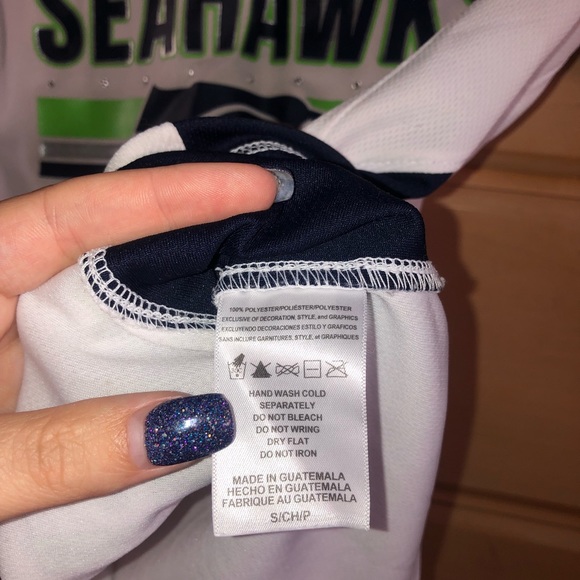 SEAHAWKS
100% POLYESTER/POLIÉSTER/POLYESTER
EXCLUSIVE OF DECORATION, STYLE, and GRAPHICS
EXCLUYENDO DECORACIONES ESTILO Y GRAFICOS
SANS INCLURE GARNITURES, STYLE, et GRAPHIQUES
HAND WASH COLD
SEPARATELY
DO NOT BLEACH
DO NOT WRING
DRY FLAT
DO NOT IRON
MADE IN GUATEMALA
HECHO EN GUATEMALA
FABRIQUE AU GUATEMALA
S/CH/P